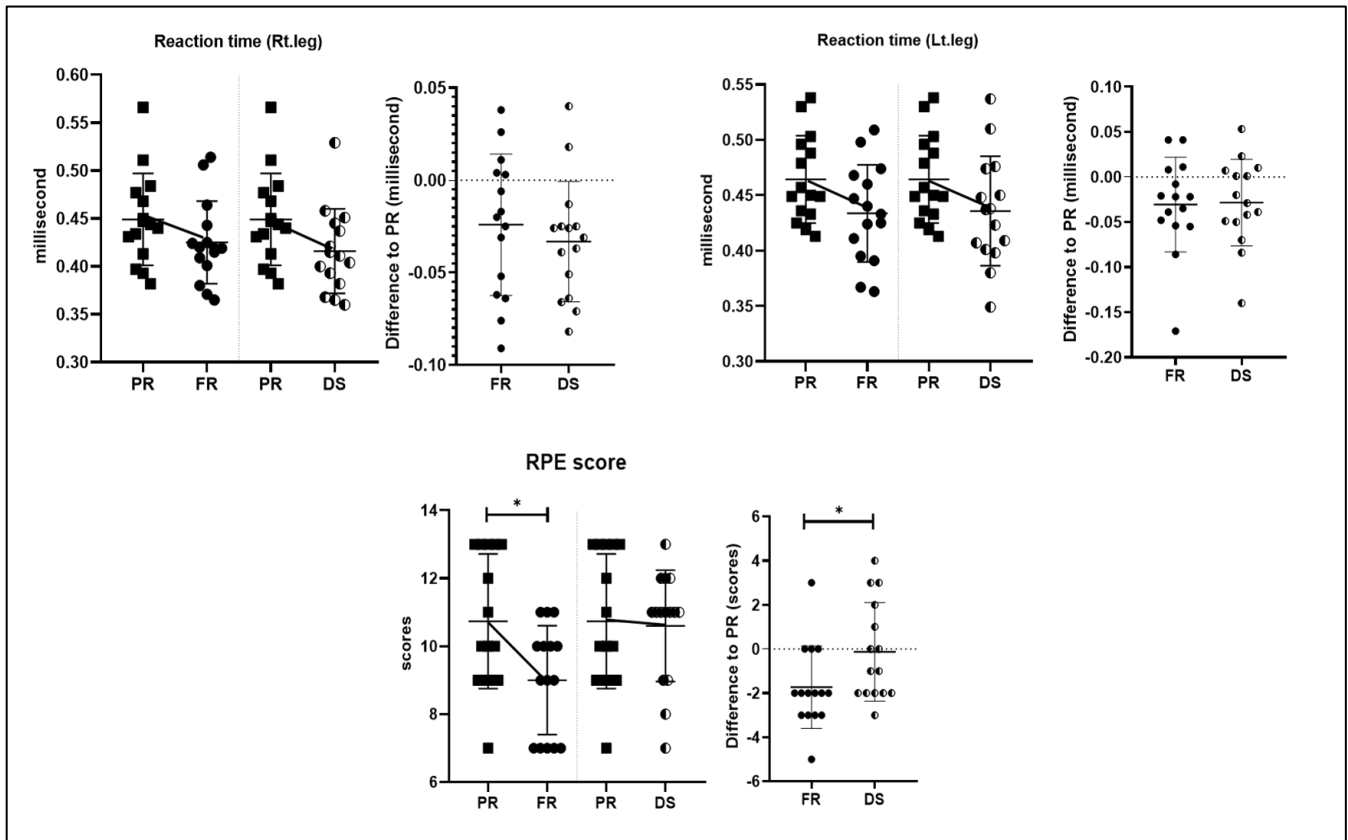 Reaction time (Rt.leg)
millisecond
0.60
0.55
0.50
0.45
0.40
0.35
0.30
PR FR PR DS
Difference to PR (millisecond)
0.05
0.00
-0.05
-0.10
FR DS
Reaction time (Lt.leg)
millisecond
0.55
0.50
0.45
0.40
0.35
0.30
PR FR PR DS
Difference to PR (millisecond)
0.10
0.05
0.00
-0.05
-0.10
-0.15
-0.20
FR DS
RPE score
scores
14
12
10
8
6
*
PR FR PR DS
Difference to PR (scores)
6
4
2
0
-2
-4
-6
*
FR DS